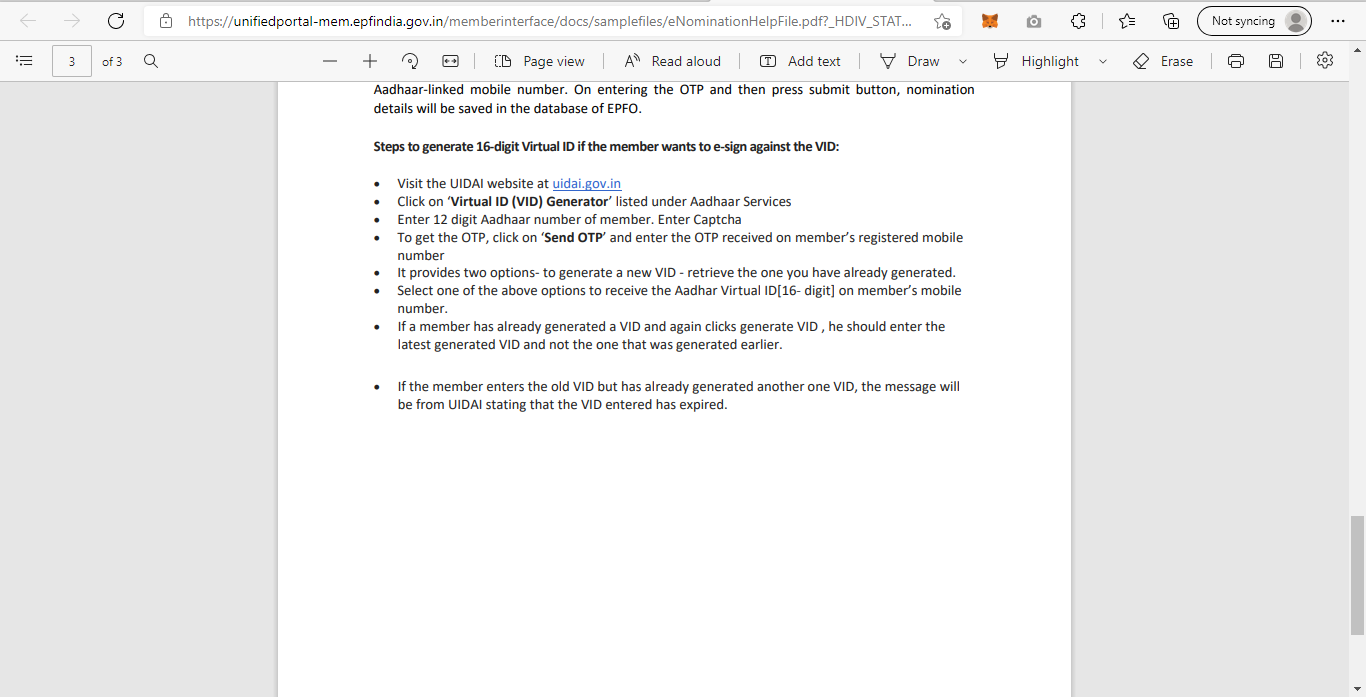 https://unifiedportal-mem.epfindia.gov.in/memberinterface/docs/samplefiles/eNominationHelpFile.pdf?_HDIV_STAT...
Not syncing
3 of 3
Page view
Read aloud
Add text
Draw
Highlight
Erase
Aadhaar-linked mobile number. On entering the OTP and then press submit button, nomination
details will be saved in the database of EPFO.
Steps to generate 16-digit Virtual ID if the member wants to e-sign against the VID:
• Visit the UIDAI website at uidai.gov.in
• Click on ‘Virtual ID (VID) Generator’ listed under Aadhaar Services
• Enter 12 digit Aadhaar number of member. Enter Captcha
• To get the OTP, click on ‘Send OTP’ and enter the OTP received on member’s registered mobile
number
• It provides two options- to generate a new VID - retrieve the one you have already generated.
• Select one of the above options to receive the Aadhar Virtual ID[16- digit] on member’s mobile
number.
• If a member has already generated a VID and again clicks generate VID , he should enter the
latest generated VID and not the one that was generated earlier.
• If the member enters the old VID but has already generated another one VID, the message will
be from UIDAI stating that the VID entered has expired.